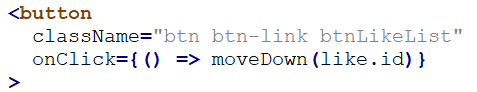 <button
className="btn btn-link btnLikeList"
onClick={() => moveDown(like.id)}
>